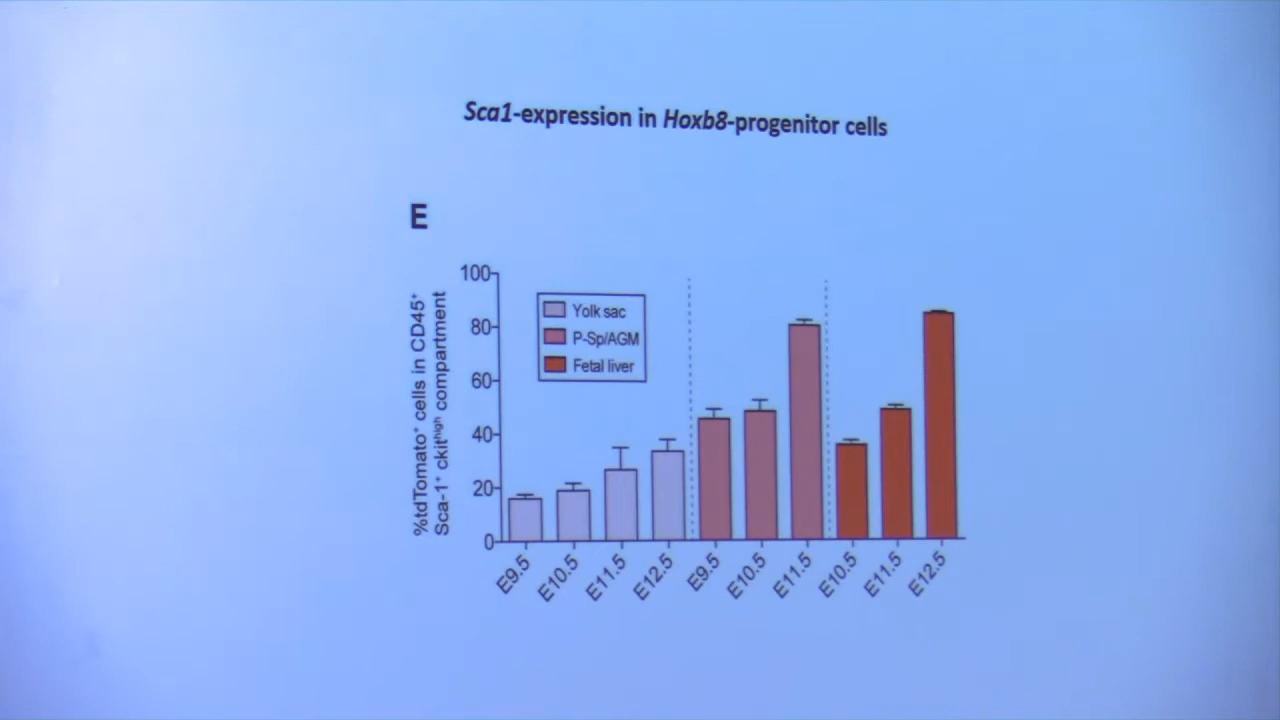 Sca1-expression in Hoxb8-progenitor cells
E
%tdTomato⁺ cells in CD45⁺
Sca-1⁺ ckitʰⁱᵍʰ compartment
100
80
60
40
20
0
Yolk sac
P-Sp/AGM
Fetal liver
E9.5 E10.5 E11.5 E12.5 E9.5 E10.5 E11.5 E10.5 E11.5 E12.5